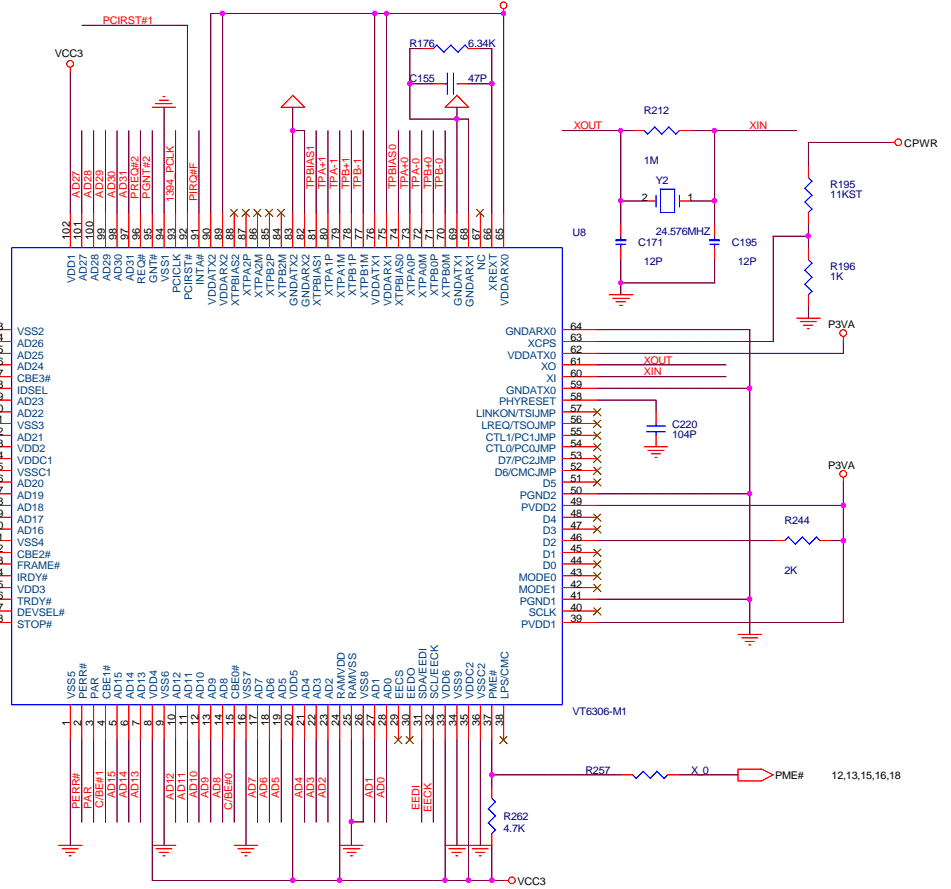 PCIRST#1
VCC3
R176 6.34K
C155 47P
AD27
AD28
AD29
AD30
AD31
PREQ#2
PGNT#2
1394_PCLK
PIRQ#F
TPBIAS1
TPA+1
TPA-1
TPB+1
TPB-1
TPBIAS0
TPA+0
TPA-0
TPB+0
TPB-0
102 VDD1
101 AD27
100 AD28
99 AD29
98 AD30
97 AD31
96 REQ#
95 GNT#
94 VSS1
93 PCICLK
92 PCIRST#
91 INTA#
90 VDDATX2
89 VDDARX2
88 XTPBIAS2
87 XTPA2P
86 XTPA2M
85 XTPB2P
84 XTPB2M
83 GNDATX2
82 GNDARX2
81 XTPBIAS1
80 XTPA1P
79 XTPA1M
78 XTPB1P
77 XTPB1M
76 VDDATX1
75 VDDARX1
74 XTPBIAS0
73 XTPA0P
72 XTPA0M
71 XTPB0P
70 XTPB0M
69 GNDATX1
68 GNDARX1
67 NC
66 XREXT
65 VDDARX0
XOUT R212 XIN
1M
Y2
2 1
U8
24.576MHZ
C171 C195
12P 12P
CPWR
R195
11KST
R196
1K
P3VA
VSS2
AD26
AD25
AD24
CBE3#
IDSEL
AD23
AD22
VSS3
AD21
VDD2
VDDC1
VSSC1
AD20
AD19
AD18
AD17
AD16
VSS4
CBE2#
FRAME#
IRDY#
VDD3
TRDY#
DEVSEL#
STOP#
GNDARX0 64
XCPS 63
VDDATX0 62
XO 61 XOUT
XI 60 XIN
GNDATX0 59
PHYRESET 58
LINKON/TSIJMP 57
LREQ/TSOJMP 56
CTL1/PC1JMP 55
CTL0/PC0JMP 54
D7/PC2JMP 53
D6/CMCJMP 52
D5 51
PGND2 50
PVDD2 49
D4 48
D3 47
D2 46
D1 45
D0 44
MODE0 43
MODE1 42
PGND1 41
SCLK 40
PVDD1 39
C220
104P
P3VA
R244
2K
VSS5 1
PERR# 2
PAR 3
CBE1# 4
AD15 5
AD14 6
AD13 7
VDD4 8
VSS6 9
AD12 10
AD11 11
AD10 12
AD9 13
AD8 14
CBE0# 15
VSS7 16
AD7 17
AD6 18
AD5 19
VDD5 20
AD4 21
AD3 22
AD2 23
RAMVDD 24
RAMVSS 25
VSS8 26
AD1 27
AD0 28
EECS 29
EEDO 30
SDA/EEDI 31
SCL/EECK 32
VDD6 33
VSS9 34
VDDC2 35
VSSC2 36
PME# 37
LPS/CMC 38
VT6306-M1
PERR#
PAR
C/BE#1
AD15
AD14
AD13
AD12
AD11
AD10
AD9
AD8
C/BE#0
AD7
AD6
AD5
AD4
AD3
AD2
AD1
AD0
EEDI
EECK
R257 X_0 PME# 12,13,15,16,18
R262
4.7K
VCC3